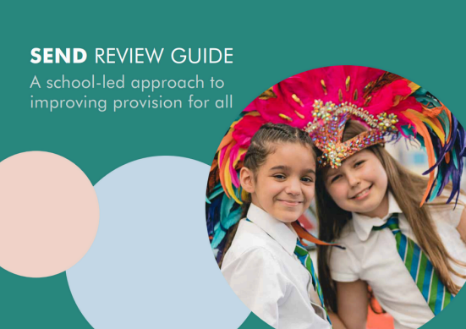 SEND REVIEW GUIDE
A school-led approach to
improving provision for all